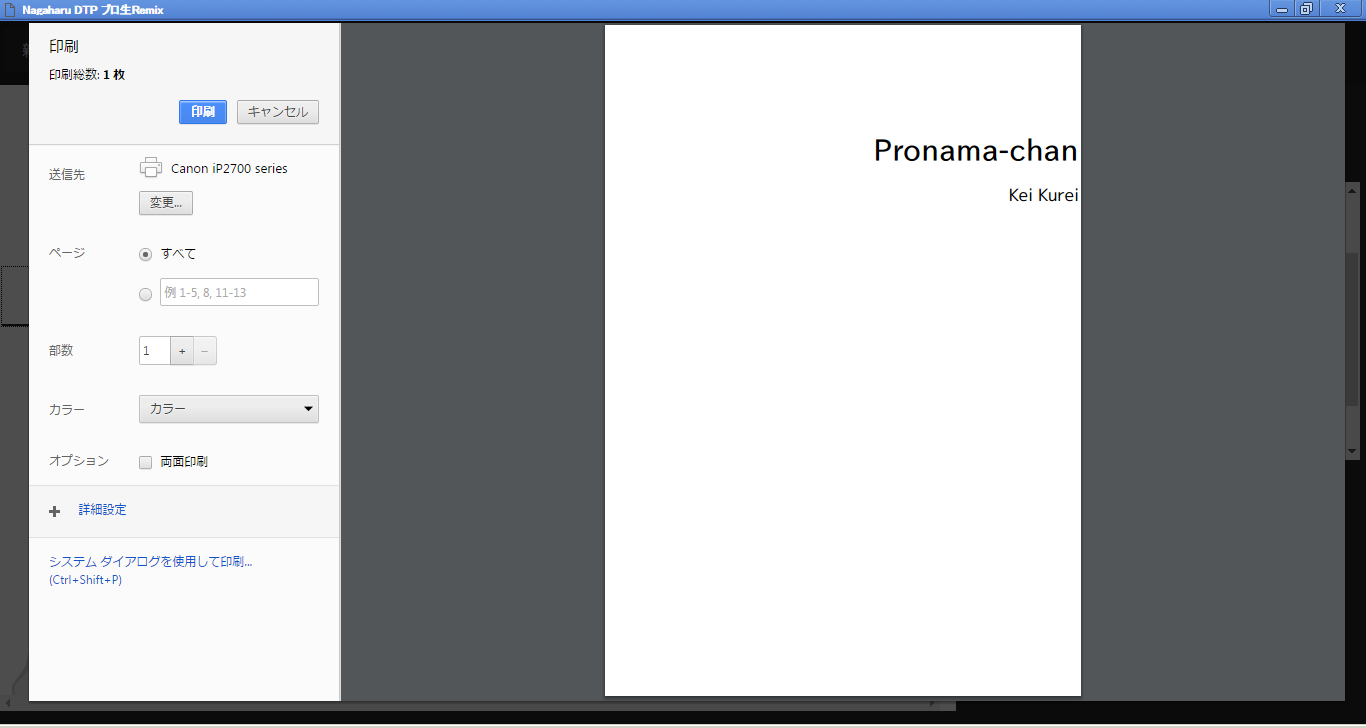 Nagaharu DTP プロ生Remix
印刷
印刷総数: 1 枚
印刷 キャンセル
送信先 Canon iP2700 series
変更...
ページ すべて
例 1-5, 8, 11-13
部数 1 + −
カラー カラー
オプション 両面印刷
詳細設定
システム ダイアログを使用して印刷...
(Ctrl+Shift+P)
Pronama-chan
Kei Kurei